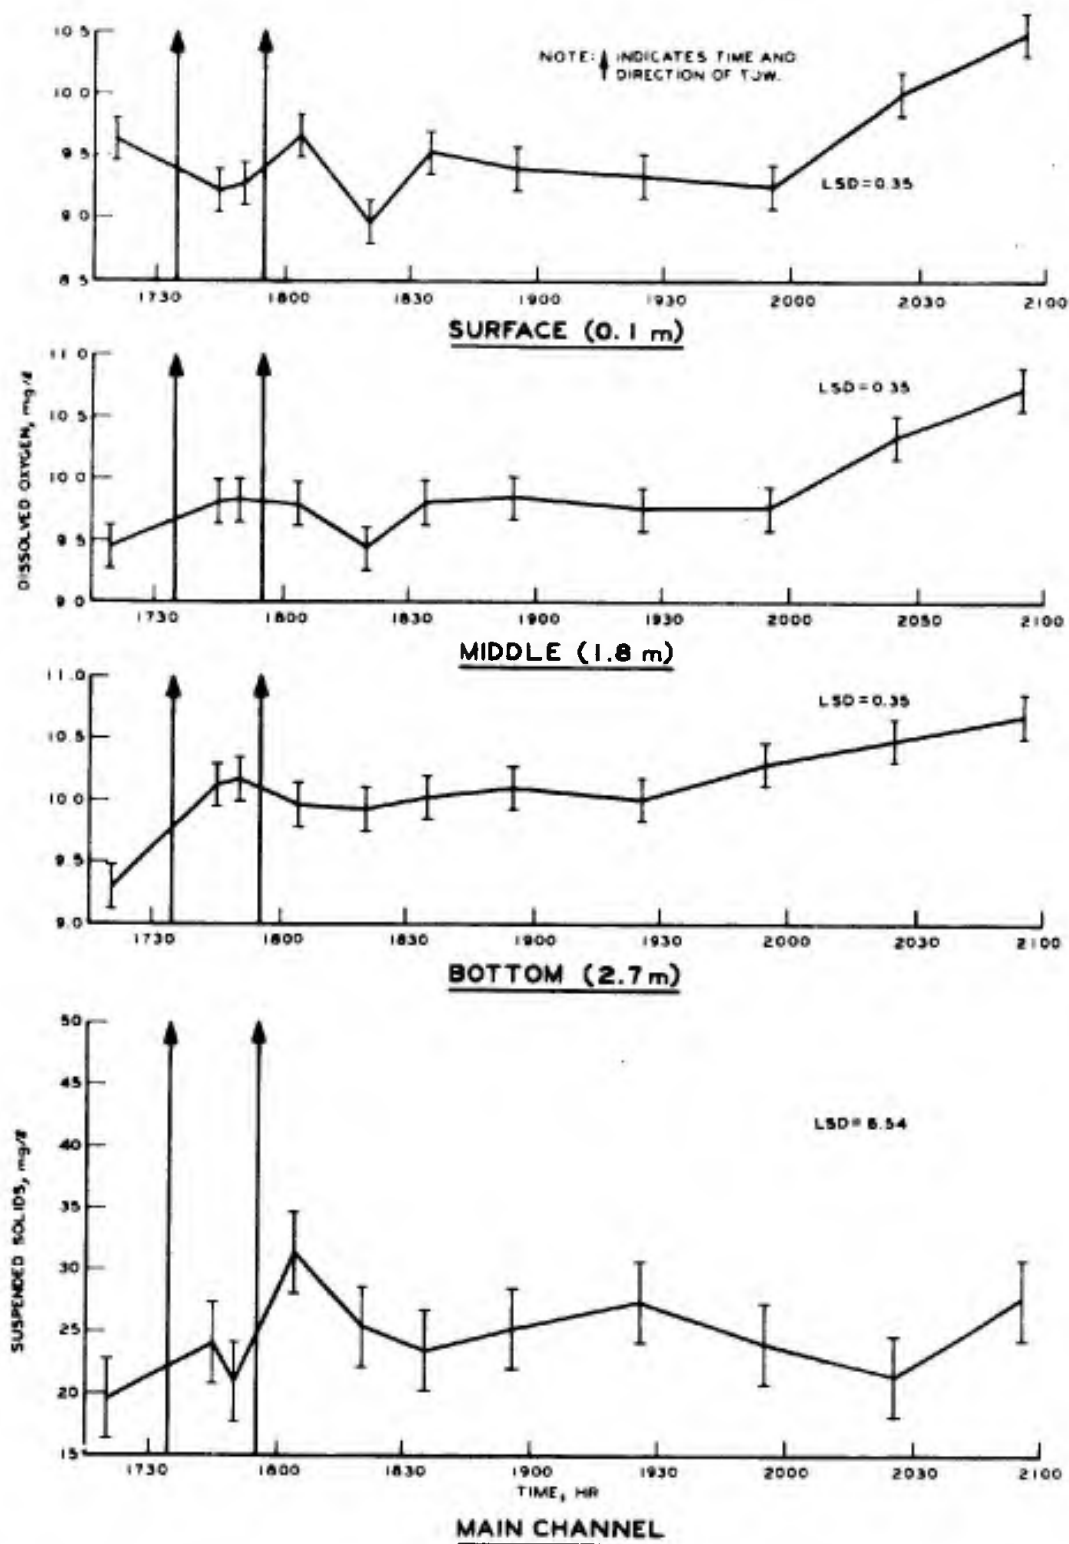 10.5
NOTE: INDICATES TIME AND
DIRECTION OF TOW.
10.0
9.5
LSD=0.35
9.0
8.5
1730 1800 1830 1900 1930 2000 2030 2100
SURFACE (0.1 m)
11.0
LSD=0.35
10.5
10.0
9.5
9.0
DISSOLVED OXYGEN, mg/ℓ
1730 1800 1830 1900 1930 2000 2050 2100
MIDDLE (1.8 m)
11.0
LSD=0.35
10.5
10.0
9.5
9.0
1730 1800 1830 1900 1930 2000 2030 2100
BOTTOM (2.7 m)
50
45
LSD=6.54
40
35
30
25
20
15
SUSPENDED SOLIDS, mg/ℓ
1730 1800 1830 1900 1930 2000 2030 2100
TIME, HR
MAIN CHANNEL